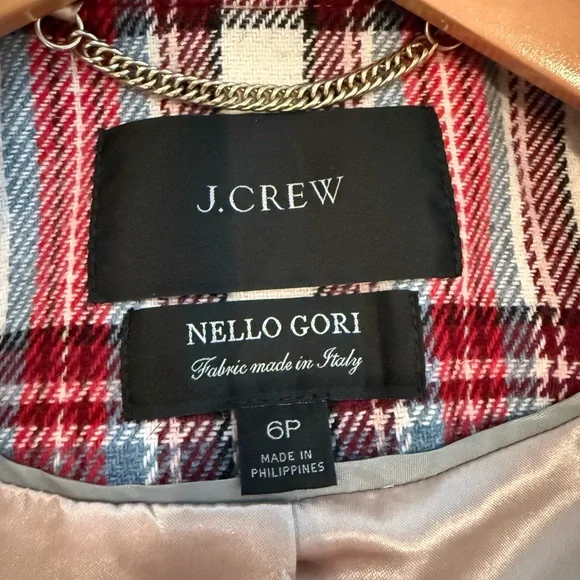 J.CREW
NELLO GORI
Fabric made in Italy
6P
MADE IN
PHILIPPINES